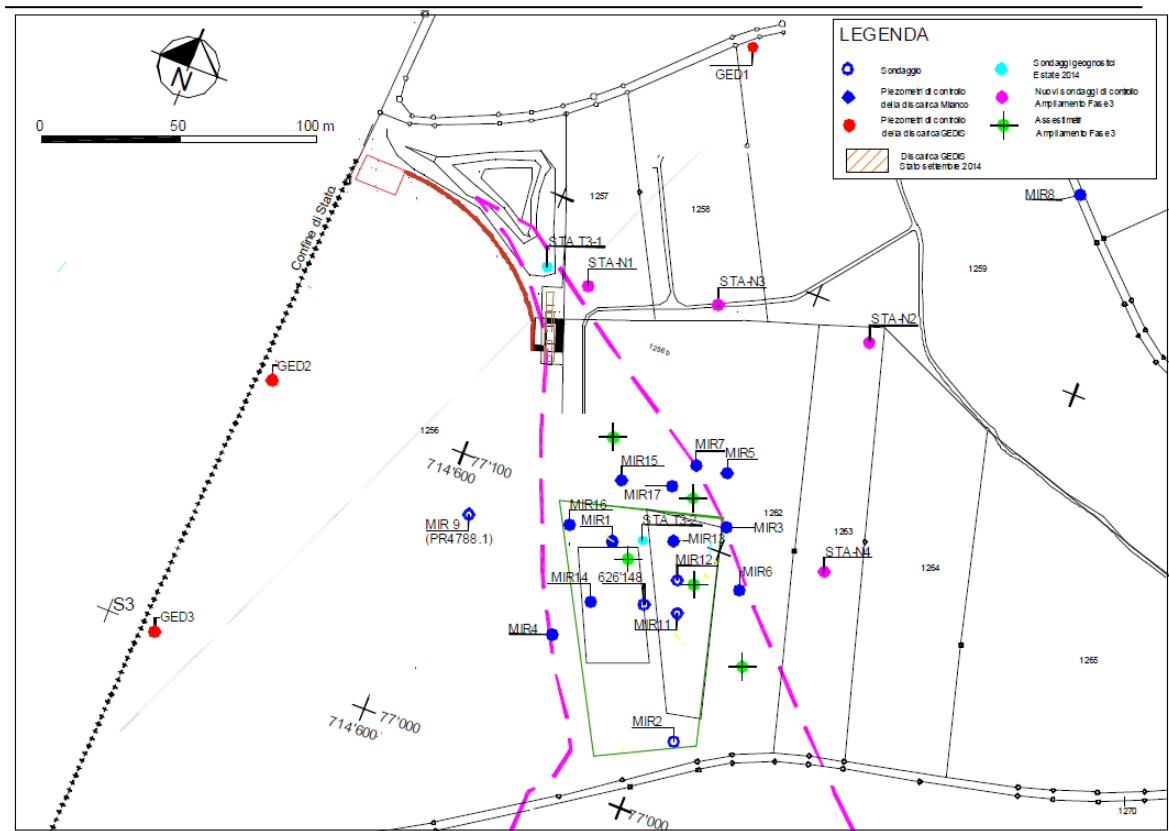 LEGENDA
Sondaggio
Piezometri di controllo
della discarica Mianco
Piezometri di controllo
della discarica GEDIS
Discarica GEDIS
Stato settembre 2014
Sondaggi geognostici
Estate 2014
Nuovi sondaggi di controllo
Ampliamento Fase 3
Assestimetri
Ampliamento Fase 3
N
0 50 100 m
Confine di Stato
GED1
MIR8
1257
1258
1259
STA T3-1
STA-N1
STA-N3
STA-N2
1256 b
GED2
1256
77'100
714'600
MIR7
MIR5
MIR15
MIR17
MIR16
MIR1
STA T3-2
MIR3
MIR13
MIR 9
(PR4788.1)
1262
1263
STA-N4
1264
MIR12
MIR14
626'148
MIR6
MIR11
MIR4
S3
GED3
1265
77'000
714'600
MIR2
77'000
1270